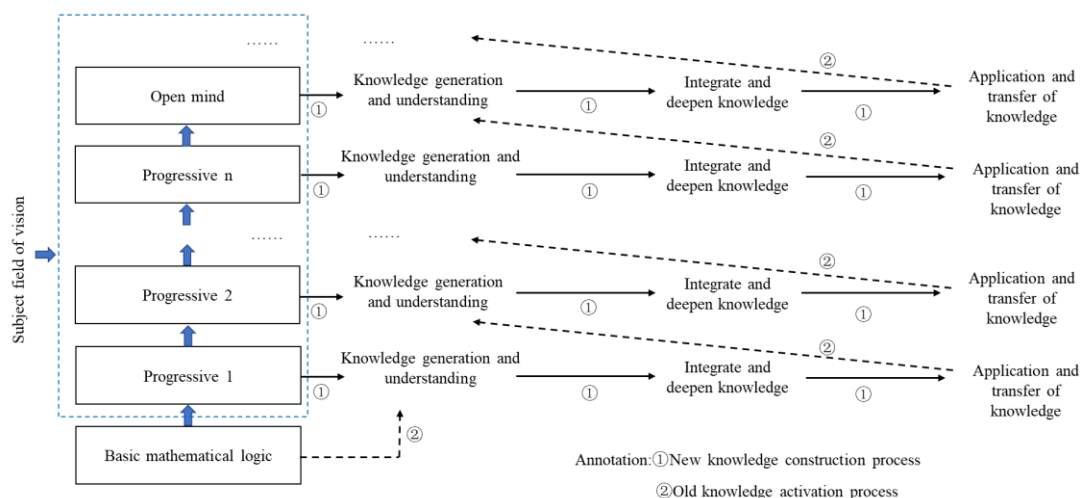 ...... ......
②
Open mind
①
Knowledge generation
and understanding
①
Integrate and
deepen knowledge
①
Application and
transfer of
knowledge
②
Progressive n
①
Knowledge generation and
understanding
①
Integrate and
deepen knowledge
①
Application and
transfer of
knowledge
Subject field of vision
...... ......
②
Progressive 2
①
Knowledge generation
and understanding
①
Integrate and
deepen knowledge
①
Application and
transfer of
knowledge
②
Progressive 1
①
Knowledge generation and
understanding
①
Integrate and
deepen knowledge
①
Application and
transfer of
knowledge
Basic mathematical logic
②
Annotation:①New knowledge construction process
②Old knowledge activation process